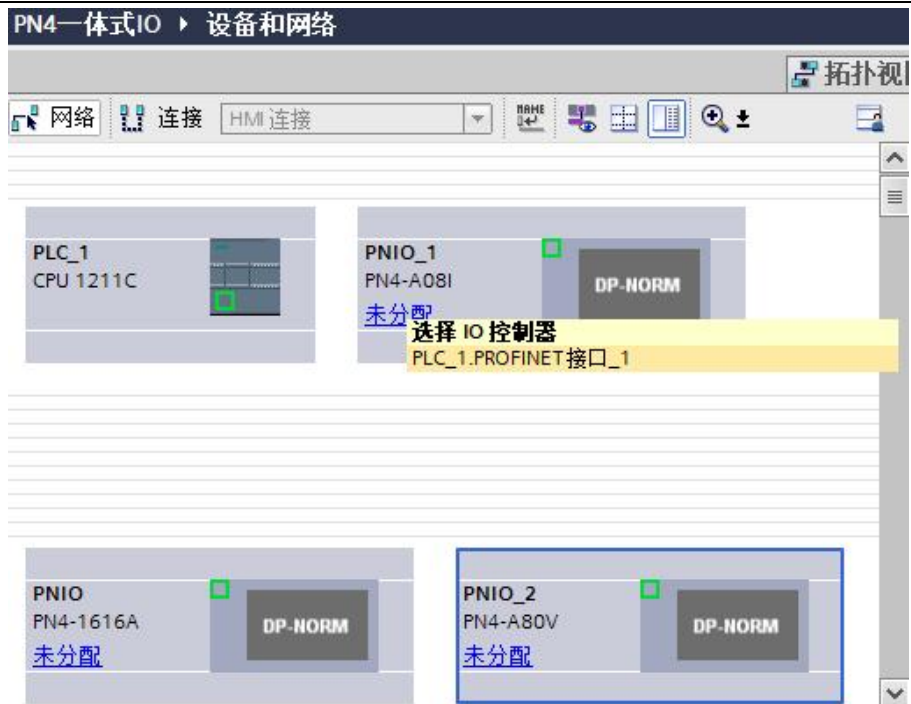 PN4一体式IO ▸ 设备和网络
拓扑视
网络 连接 HMI 连接
PLC_1
CPU 1211C
PNIO_1
PN4-A08I
未分配
DP-NORM
选择 IO 控制器
PLC_1.PROFINET接口_1
PNIO
PN4-1616A
未分配
DP-NORM
PNIO_2
PN4-A80V
未分配
DP-NORM